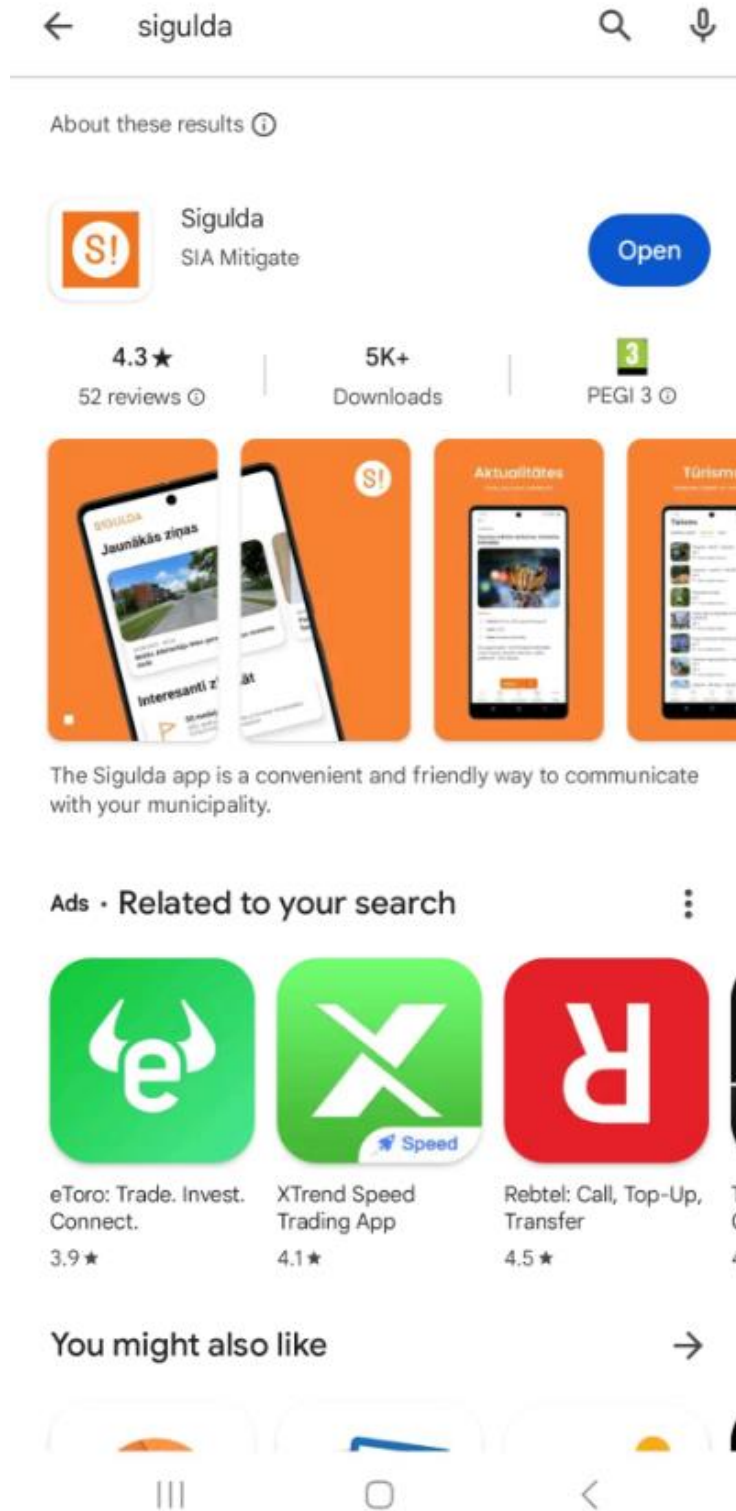 sigulda
About these results
S!
Sigulda
SIA Mitigate
Open
4.3★
52 reviews
5K+
Downloads
3
PEGI 3
SIGULDA
Jaunākās ziņas
Interesanti z
āt
S!
Aktualitātes
Tūrisms
The Sigulda app is a convenient and friendly way to communicate
with your municipality.
Ads · Related to your search
e
X
Speed
R
eToro: Trade. Invest.
Connect.
3.9★
XTrend Speed
Trading App
4.1★
Rebtel: Call, Top-Up,
Transfer
4.5★
You might also like